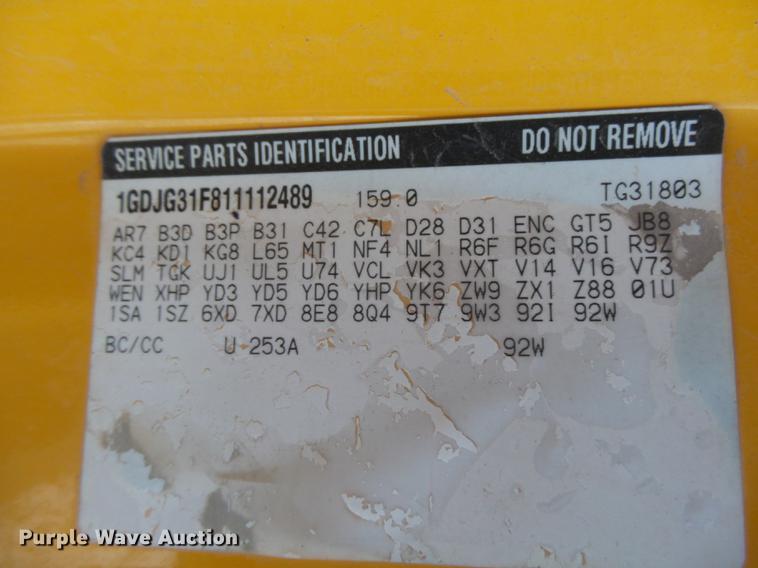 SERVICE PARTS IDENTIFICATION DO NOT REMOVE
1GDJG31F811112489 159.0 TG31803
AR7 B3D B3P B31 C42 C7L D28 D31 ENC GT5 JB8
KC4 KD1 KG8 L65 MT1 NF4 NL1 R6F R6G R6I R9Z
SLM TGK UJ1 UL5 U74 VCL VK3 VXT V14 V16 V73
WEN XHP YD3 YD5 YD6 YHP YK6 ZW9 ZX1 Z88 01U
1SA 1SZ 6XD 7XD 8E8 8Q4 9T7 9W3 92I 92W
BC/CC U 253A 92W
Purple Wave Auction